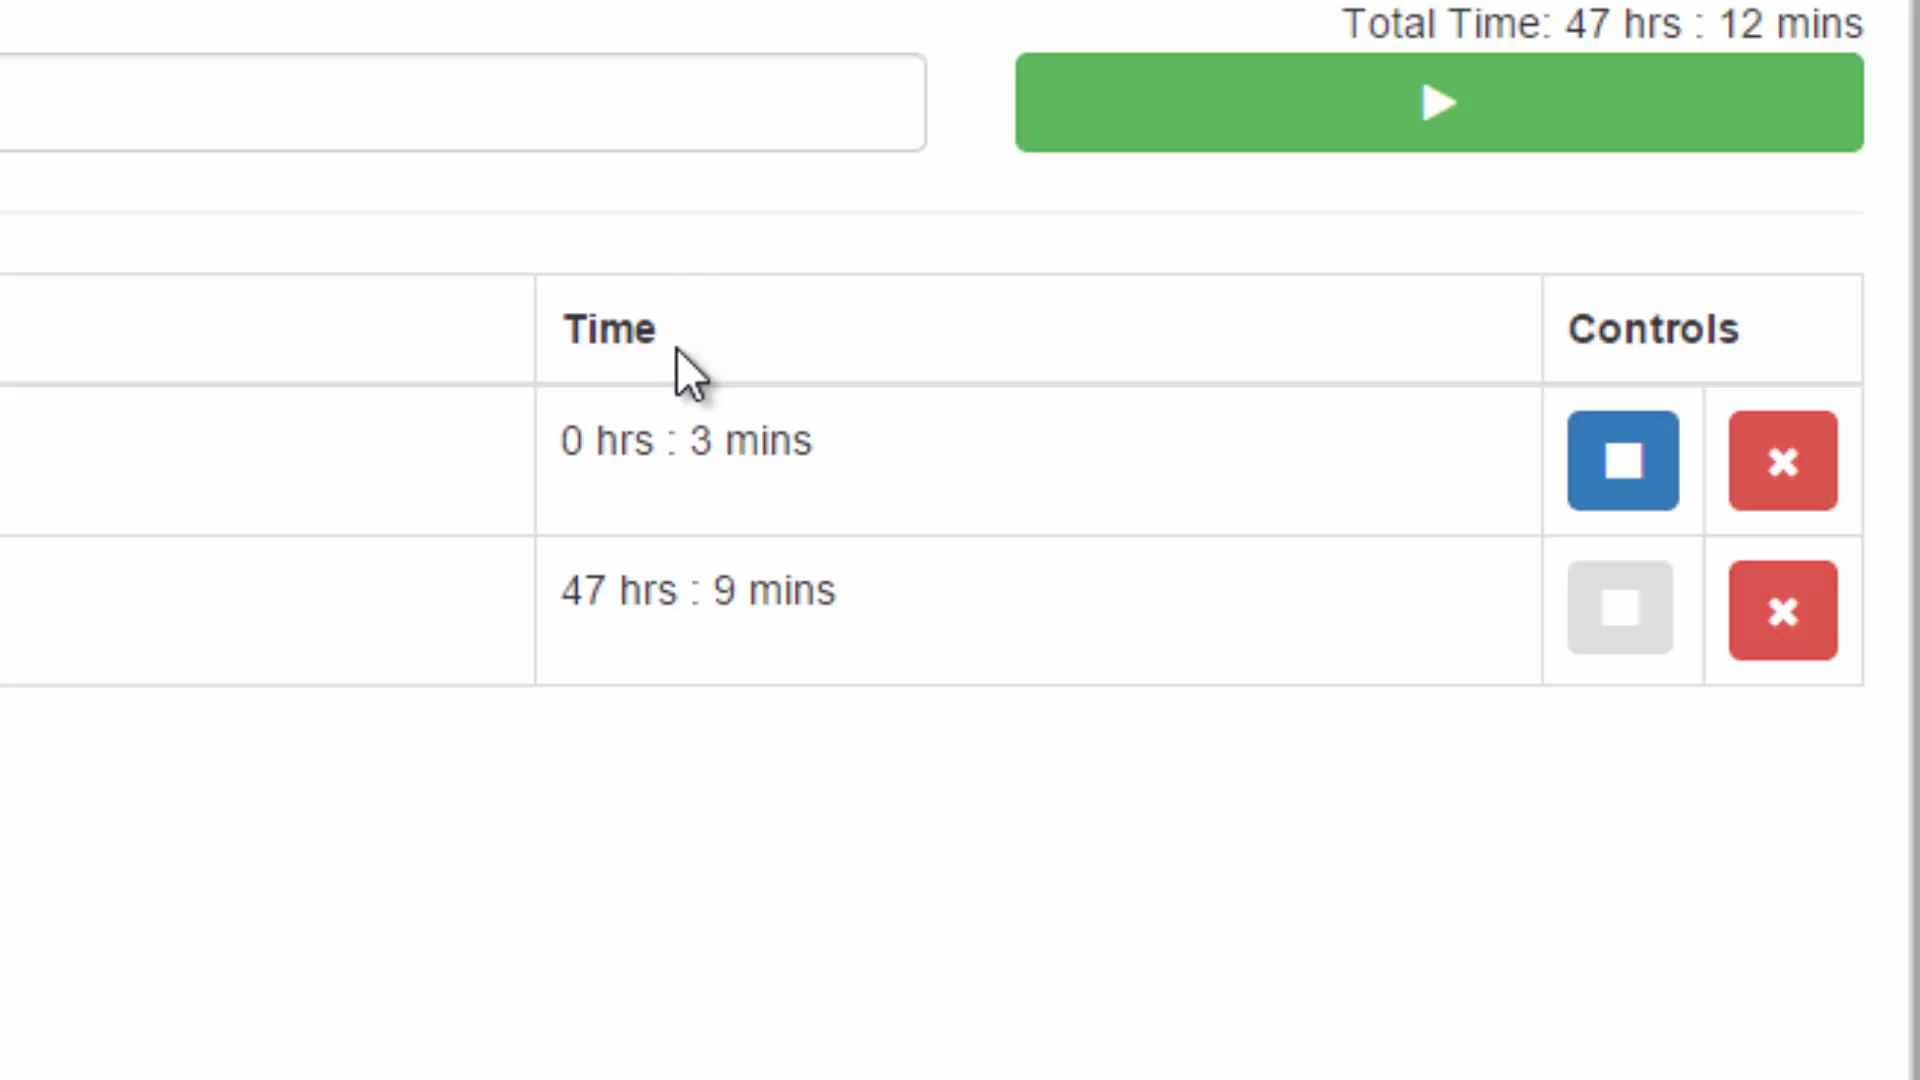 Total Time: 47 hrs : 12 mins
Time Controls
0 hrs : 3 mins
47 hrs : 9 mins